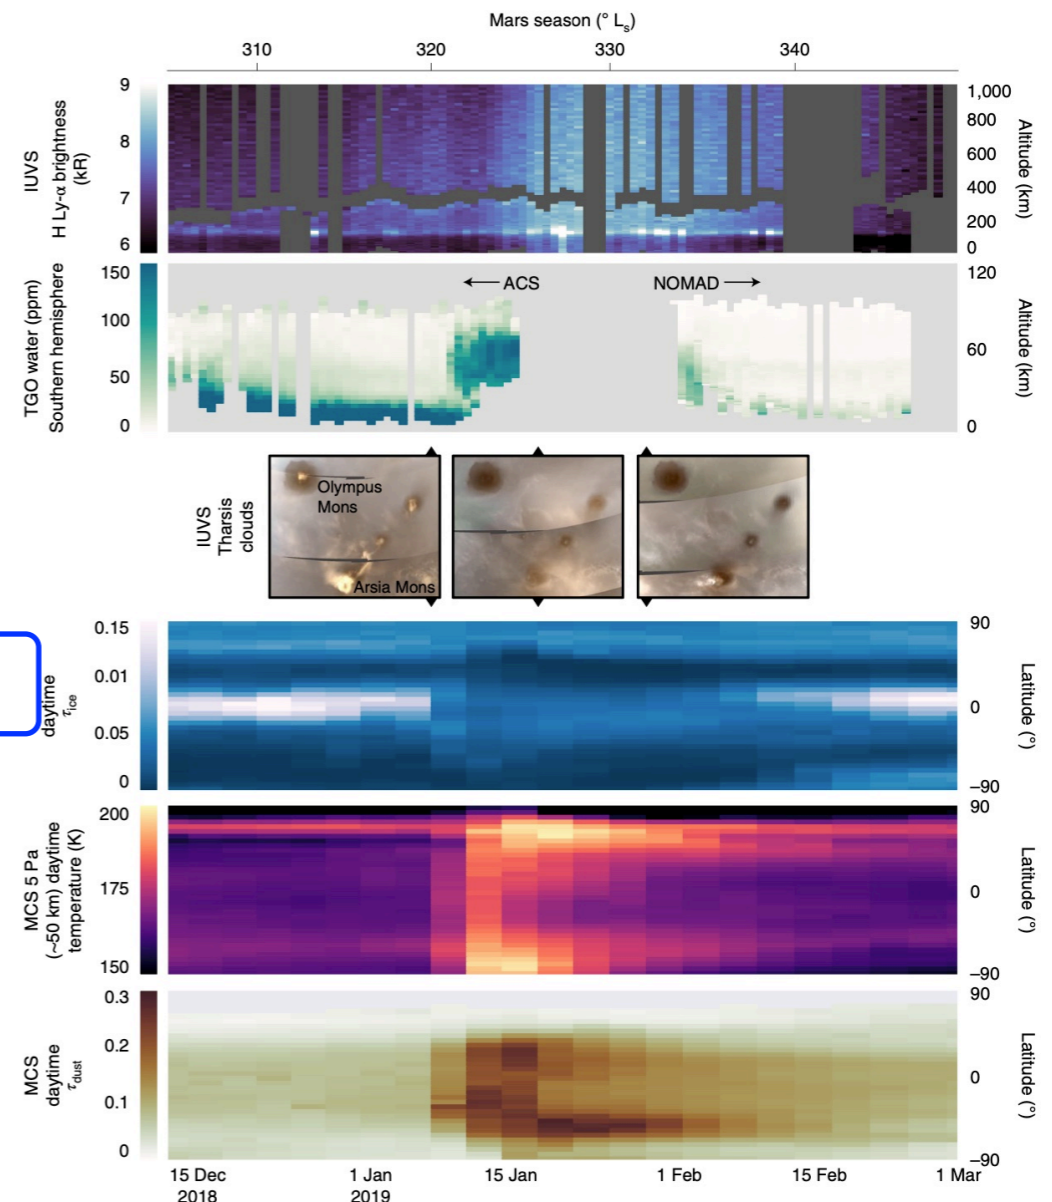 Mars season (° Ls)
310 320 330 340
IUVS
H Ly-α brightness
(kR)
9
8
7
6
1,000
800
600
400
200
0
Altitude (km)
TGO water (ppm)
Southern hemisphere
150
100
50
0
← ACS
NOMAD →
120
60
0
Altitude (km)
IUVS
Tharsis
clouds
Olympus
Mons
Arsia Mons
daytime
τice
0.15
0.01
0.05
0
90
0
–90
Latitude (°)
MCS 5 Pa
(~50 km) daytime
temperature (K)
200
175
150
90
0
–90
Latitude (°)
MCS
daytime
τdust
0.3
0.2
0.1
0
90
0
–90
Latitude (°)
15 Dec 1 Jan 15 Jan 1 Feb 15 Feb 1 Mar
2018 2019